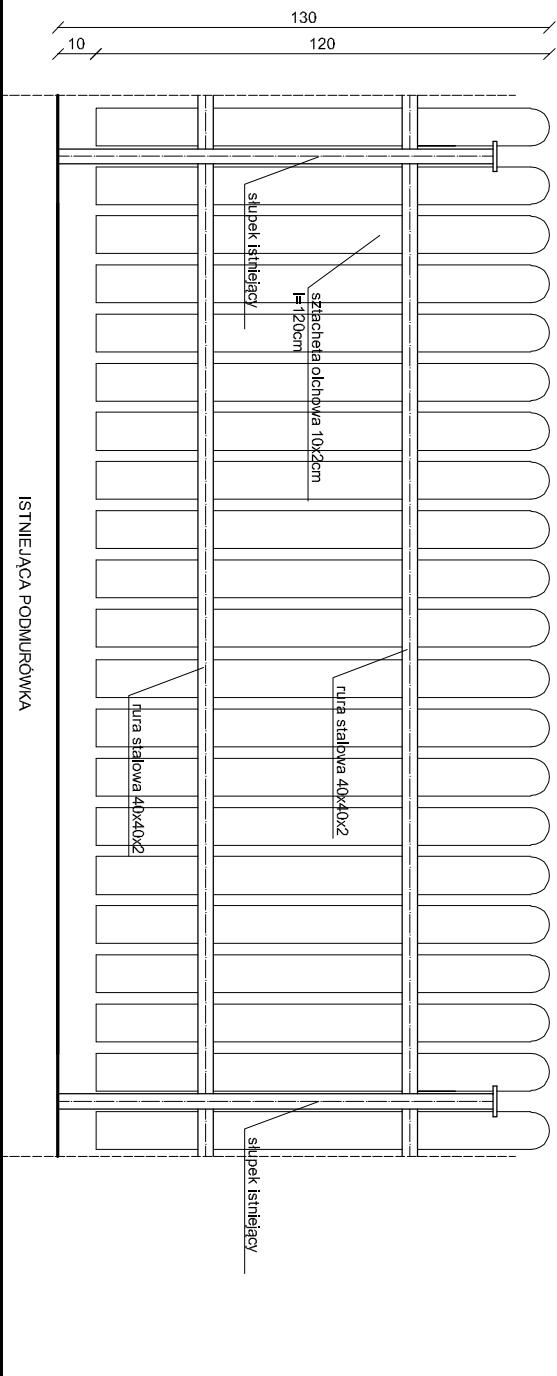 130
10
120
słupek istniejący
sztacheta olchowa 10x2cm
l=120cm
rura stalowa 40x40x2
rura stalowa 40x40x2
słupek istniejący
ISTNIEJĄCA PODMURÓWKA